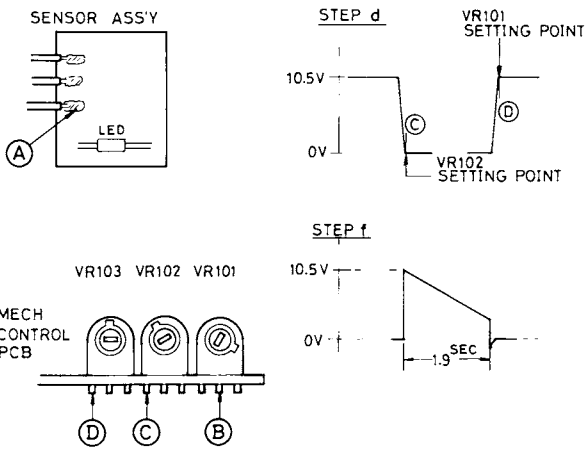 SENSOR ASS'Y
A
LED
STEP d
VR101
SETTING POINT
10.5V
C
D
0V
VR102
SETTING POINT
VR103 VR102 VR101
MECH
CONTROL
PCB
D
C
B
STEP f
10.5V
0V
1.9 SEC